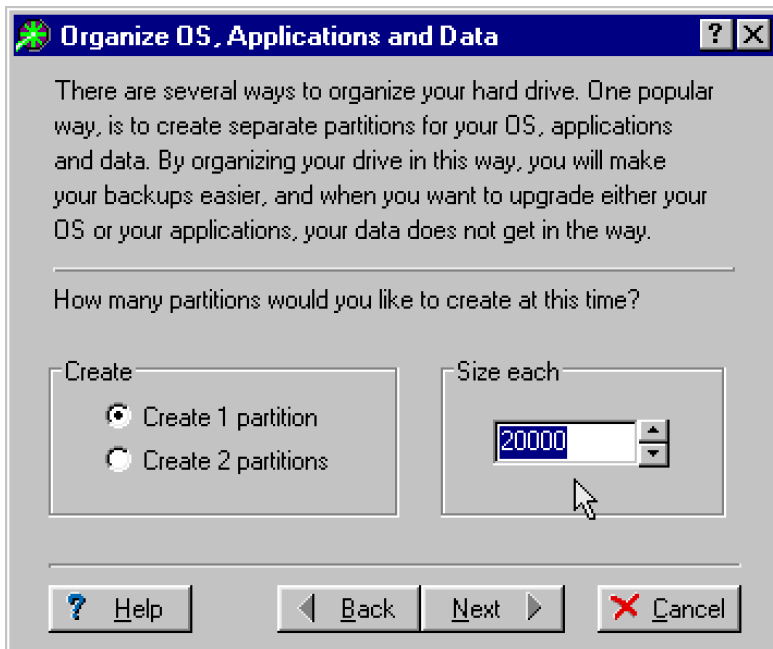 Organize OS, Applications and Data
There are several ways to organize your hard drive. One popular
way, is to create separate partitions for your OS, applications
and data. By organizing your drive in this way, you will make
your backups easier, and when you want to upgrade either your
OS or your applications, your data does not get in the way.
How many partitions would you like to create at this time?
Create
Create 1 partition
Create 2 partitions
Size each
20000
? Help
Back
Next
Cancel